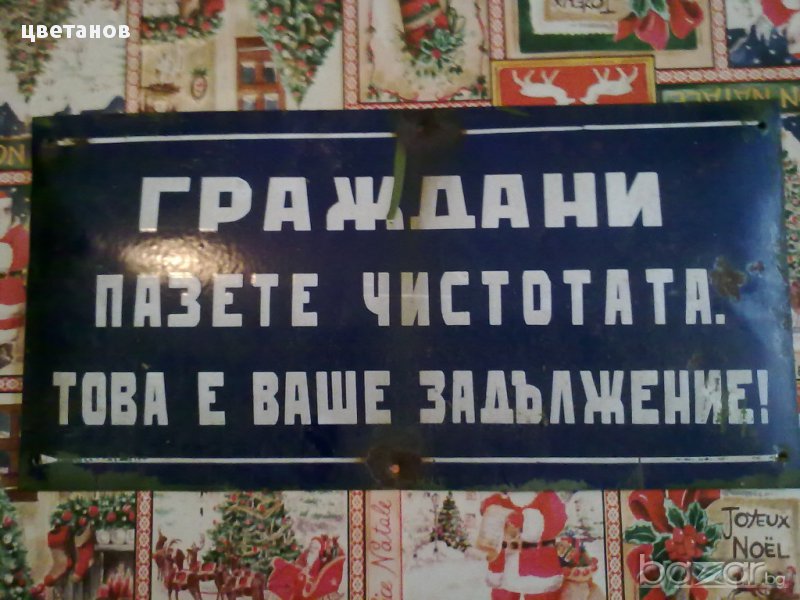 цветанов
ГРАЖДАНИ
ПАЗЕТЕ ЧИСТОТАТА.
ТОВА Е ВАШЕ ЗАДЪЛЖЕНИЕ!
JOYEUX
NOËL
bazar.bg